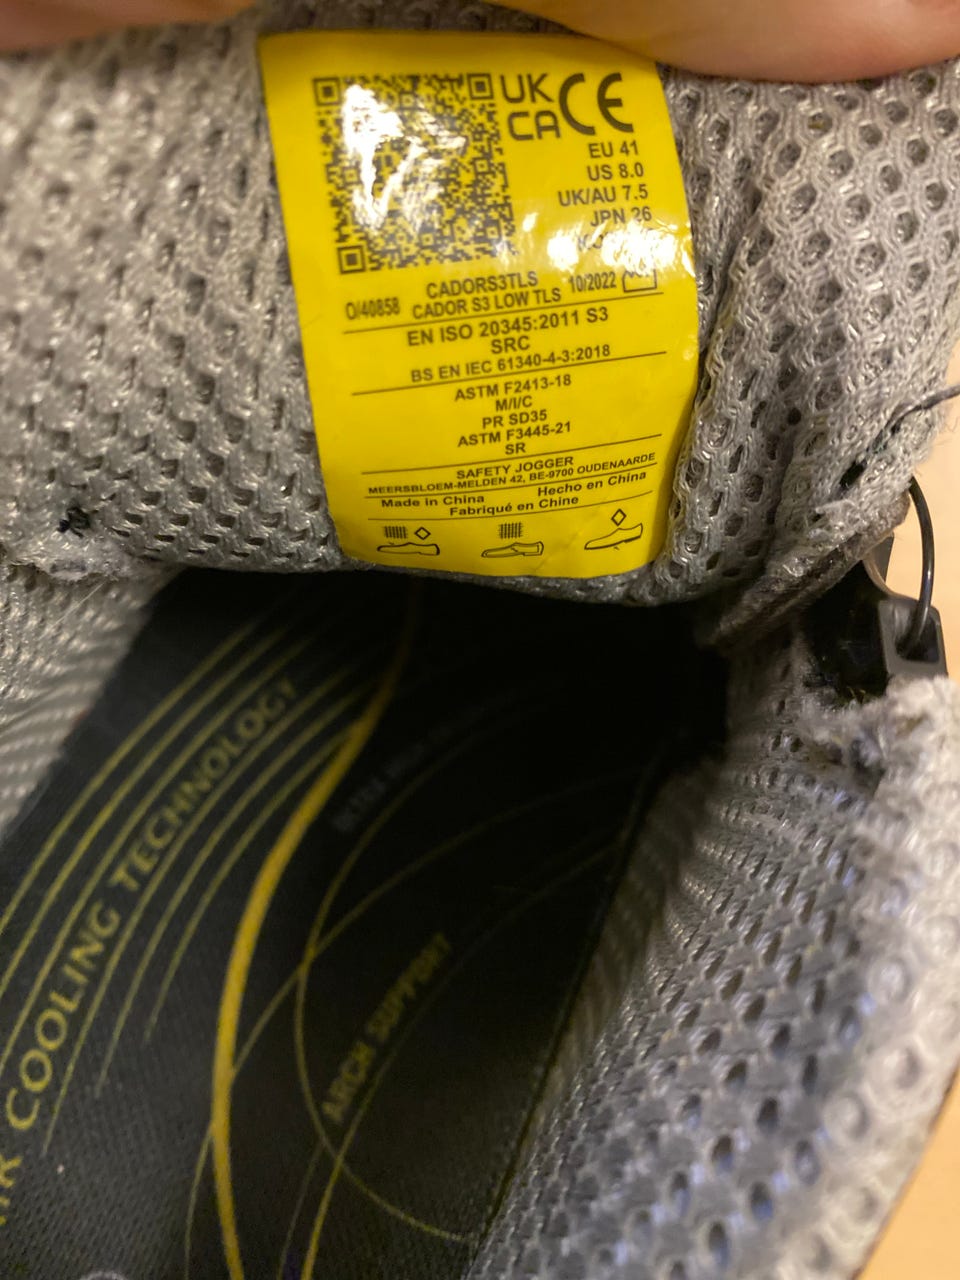 UK
CA CE
EU 41
US 8.0
UK/AU 7.5
JPN 26
CADORS3TLS
O/40858 CADOR S3 LOW TLS 10/2022
EN ISO 20345:2011 S3
SRC
BS EN IEC 61340-4-3:2018
ASTM F2413-18
M/I/C
PR SD35
ASTM F3445-21
SR
SAFETY JOGGER
MEERSBLOEM-MELDEN 42, BE-9700 OUDENAARDE
Made in China Hecho en China
Fabriqué en Chine
COOLING TECHNOLOGY
ARCH SUPPORT